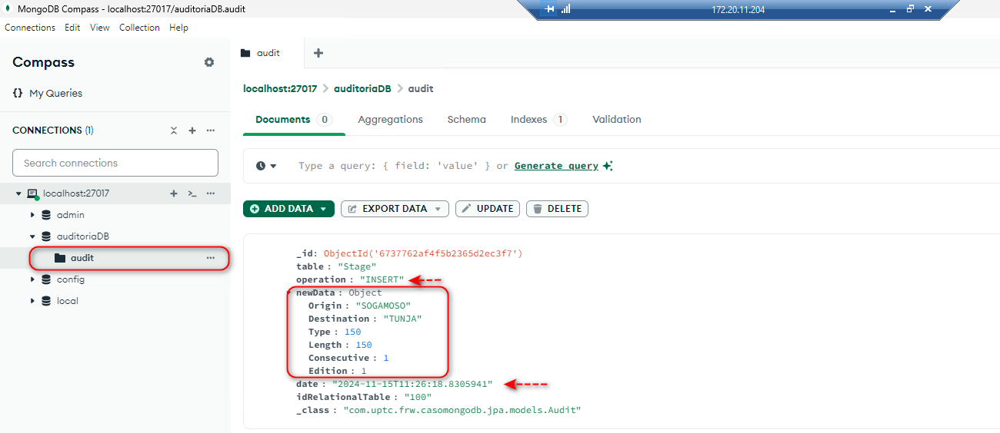 MongoDB Compass - localhost:27017/auditoriaDB.audit
172.20.11.204
Connections Edit View Collection Help
Compass
{} My Queries
CONNECTIONS (1)
Search connections
localhost:27017
admin
auditoriaDB
audit
config
local
audit
localhost:27017 > auditoriaDB > audit
Documents 0 Aggregations Schema Indexes 1 Validation
Type a query: { field: 'value' } or Generate query
ADD DATA EXPORT DATA UPDATE DELETE
_id: ObjectId('6737762af4f5b2365d2ec3f7')
table : "Stage"
operation : "INSERT"
newData : Object
Origin : "SOGAMOSO"
Destination : "TUNJA"
Type : 150
Length : 150
Consecutive : 1
Edition : 1
date : "2024-11-15T11:26:18.8305941"
idRelationalTable : "100"
_class : "com.uptc.frw.casomongodb.jpa.models.Audit"